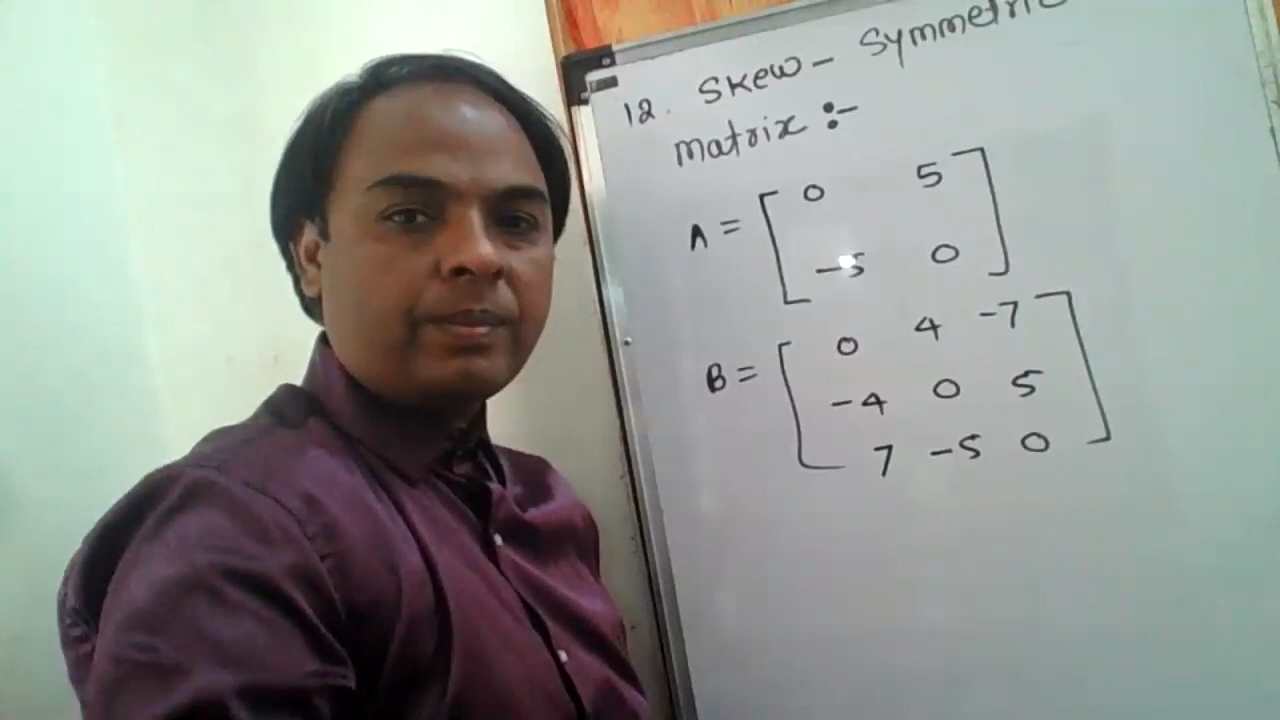 12. Skew - Symmetric
matrix :-
A = [ 0 5
-5 0 ]
B = [ 0 4 -7
-4 0 5
7 -5 0 ]